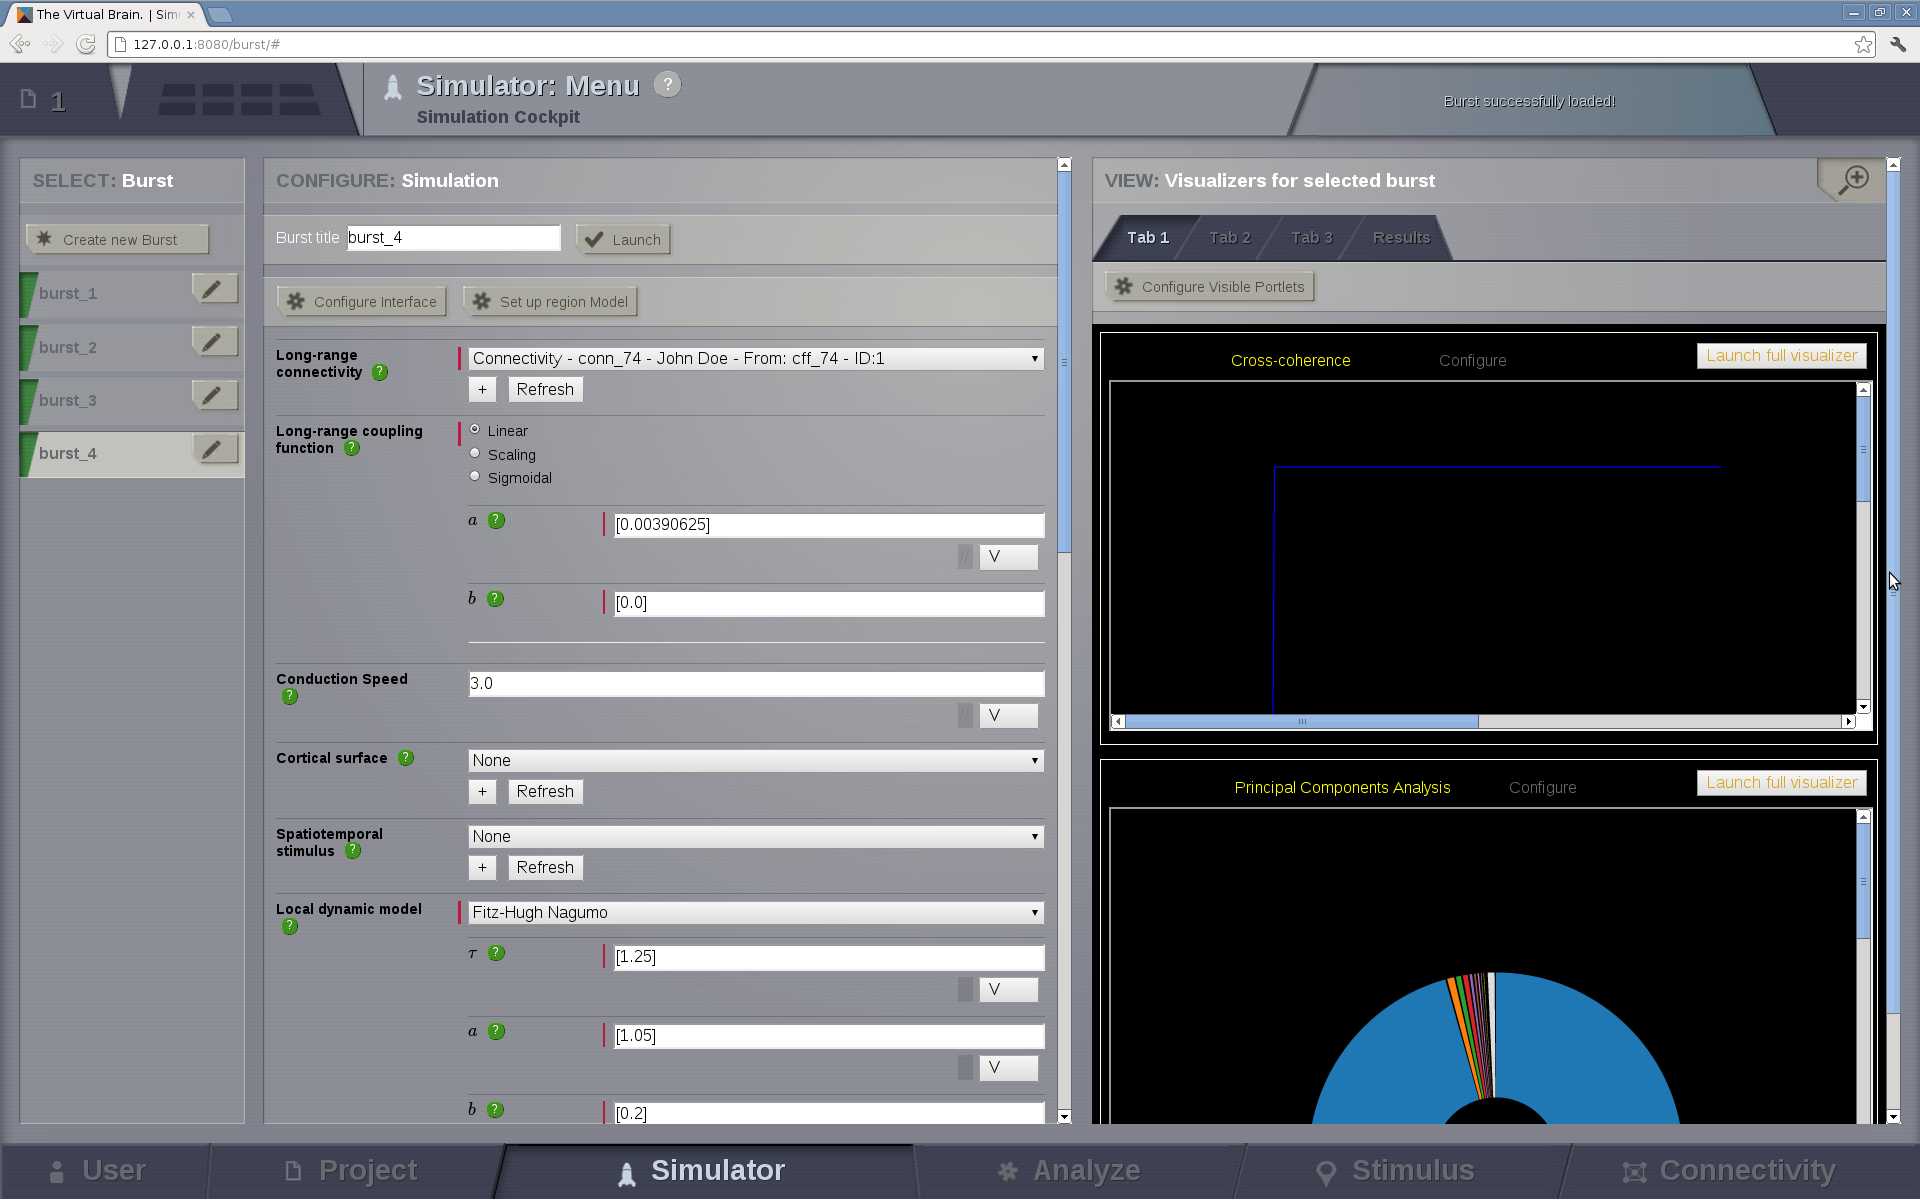 The Virtual Brain. | Sim
127.0.0.1:8080/burst/#
1
Simulator: Menu ?
Simulation Cockpit
Burst successfully loaded!
SELECT: Burst
Create new Burst
burst_1
burst_2
burst_3
burst_4
CONFIGURE: Simulation
Burst title burst_4 Launch
Configure Interface Set up region Model
Long-range connectivity ? Connectivity - conn_74 - John Doe - From: cff_74 - ID:1
+ Refresh
Long-range coupling function ? Linear
Scaling
Sigmoidal
a ? [0.00390625]
V
b ? [0.0]
Conduction Speed ? 3.0
V
Cortical surface ? None
+ Refresh
Spatiotemporal stimulus ? None
+ Refresh
Local dynamic model ? Fitz-Hugh Nagumo
τ ? [1.25]
V
a ? [1.05]
V
b ? [0.2]
VIEW: Visualizers for selected burst
Tab 1 Tab 2 Tab 3 Results
Configure Visible Portlets
Cross-coherence Configure Launch full visualizer
Principal Components Analysis Configure Launch full visualizer
User Project Simulator Analyze Stimulus Connectivity